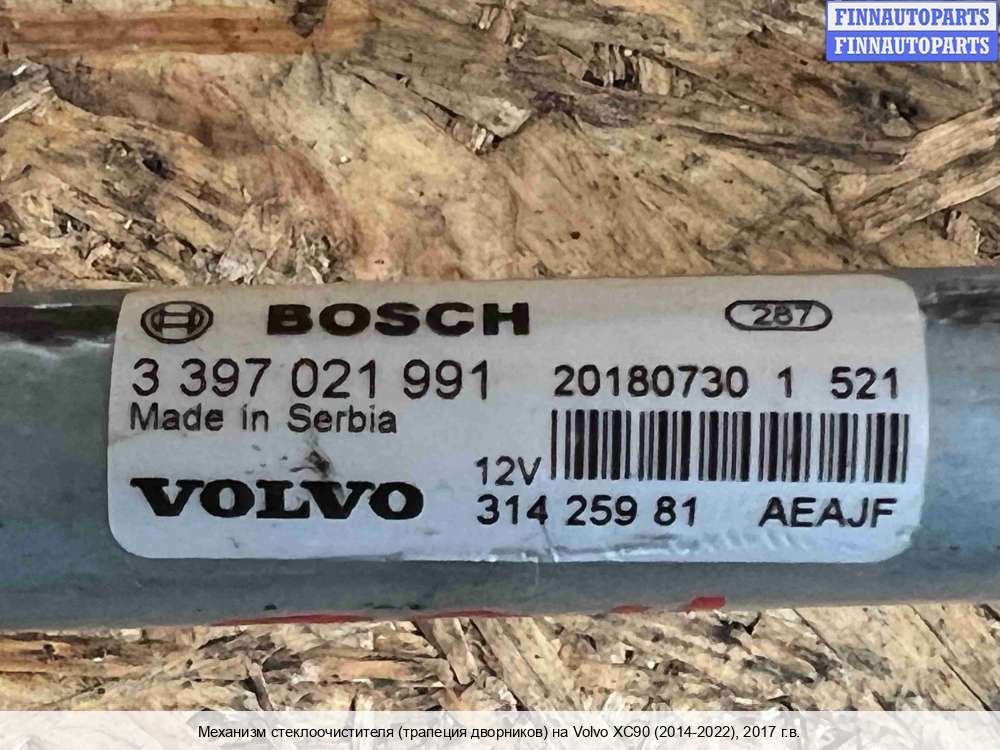 FINNAUTOPARTS
FINNAUTOPARTS
BOSCH 287
3 397 021 991 20180730 1 521
Made in Serbia
12V
VOLVO 314 259 81 AEAJF
Механизм стеклоочистителя (трапеция дворников) на Volvo XC90 (2014-2022), 2017 г.в.